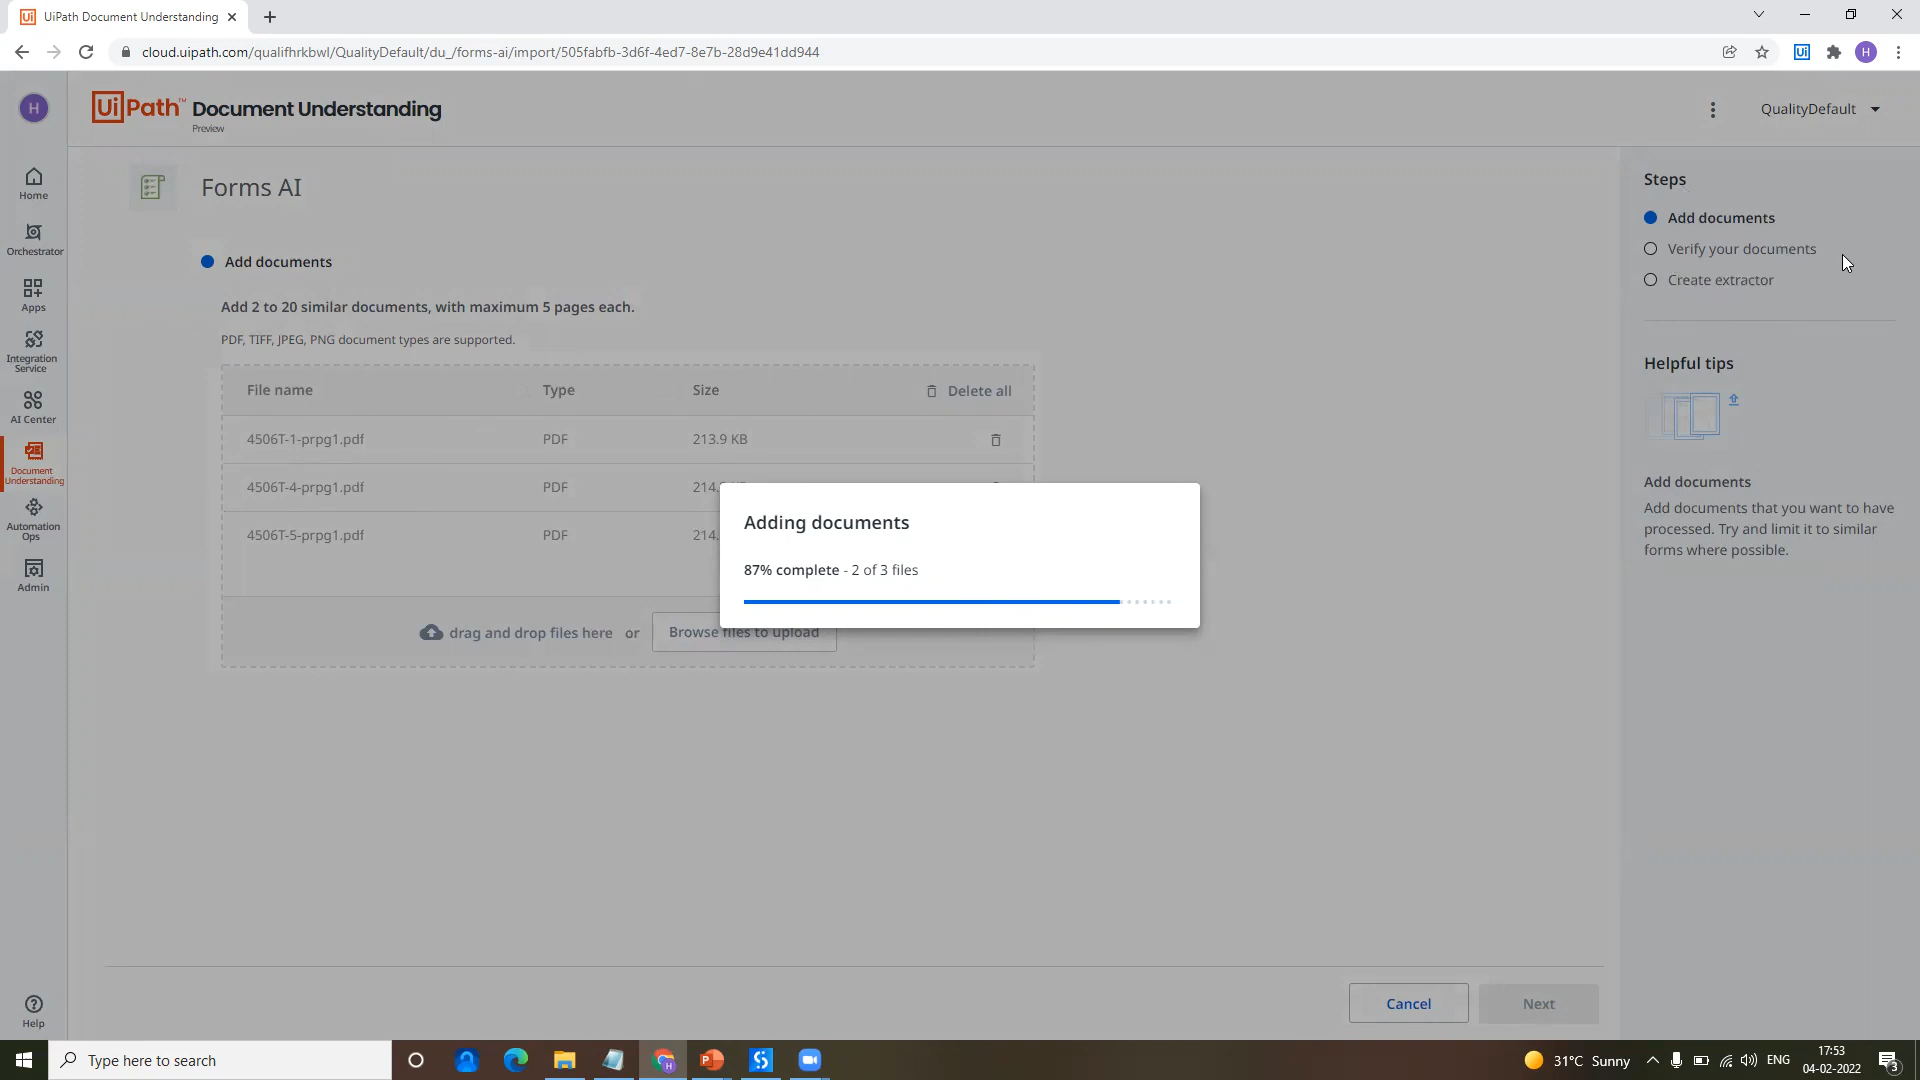 UiPath Document Understanding
cloud.uipath.com/qualifhrkbwl/QualityDefault/du_/forms-ai/import/505fabfb-3d6f-4ed7-8e7b-28d9e41dd944
Ui
H
H
UiPath™ Document Understanding
Preview
QualityDefault
Home
Orchestrator
Apps
Integration
Service
AI Center
Document
Understanding
Automation
Ops
Admin
Help
Forms AI
Add documents
Add 2 to 20 similar documents, with maximum 5 pages each.
PDF, TIFF, JPEG, PNG document types are supported.
File name Type Size Delete all
4506T-1-prpg1.pdf PDF 213.9 KB
4506T-4-prpg1.pdf PDF 214.
4506T-5-prpg1.pdf PDF 214.
drag and drop files here or Browse files to upload
Adding documents
87% complete - 2 of 3 files
Steps
Add documents
Verify your documents
Create extractor
Helpful tips
Add documents
Add documents that you want to have
processed. Try and limit it to similar
forms where possible.
Cancel Next
Type here to search
31°C Sunny
ENG
17:53
04-02-2022
3